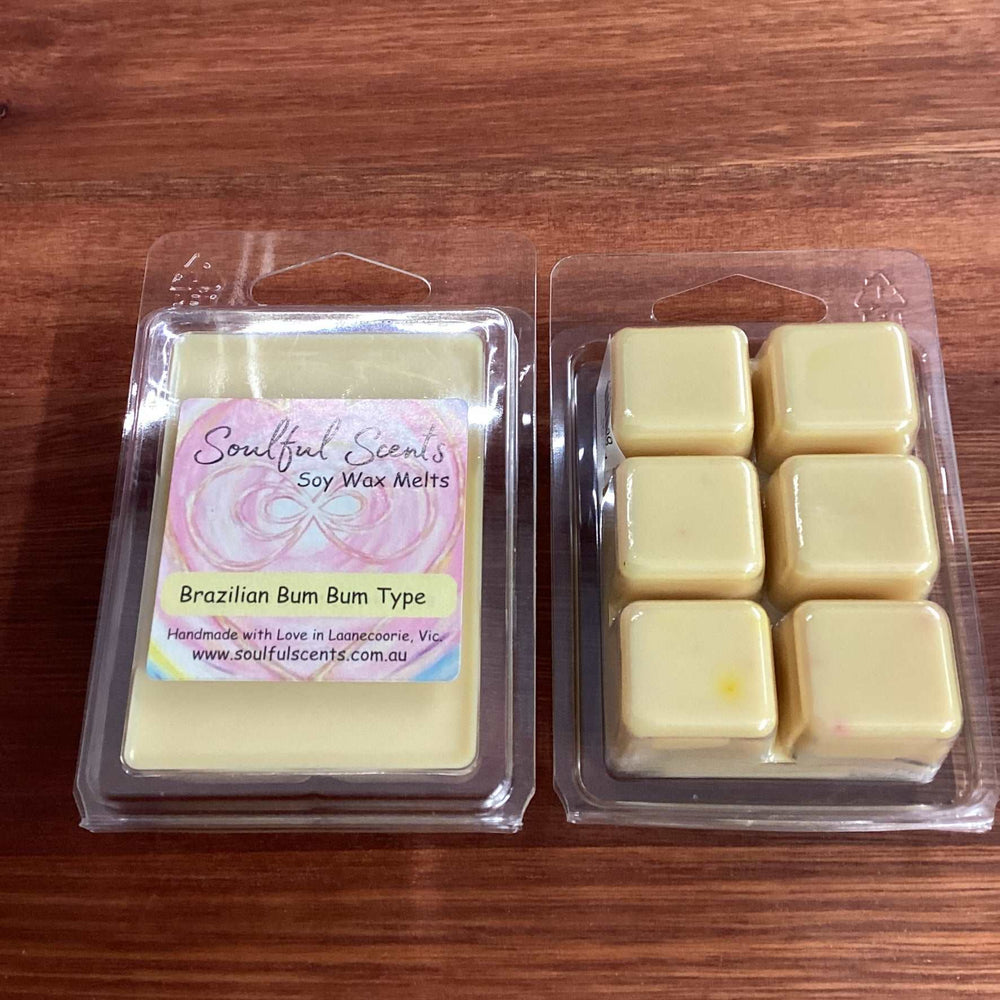 Soulful Scents
Soy Wax Melts
Brazilian Bum Bum Type
Handmade with Love in Laanecoorie, Vic.
www.soulfulscents.com.au